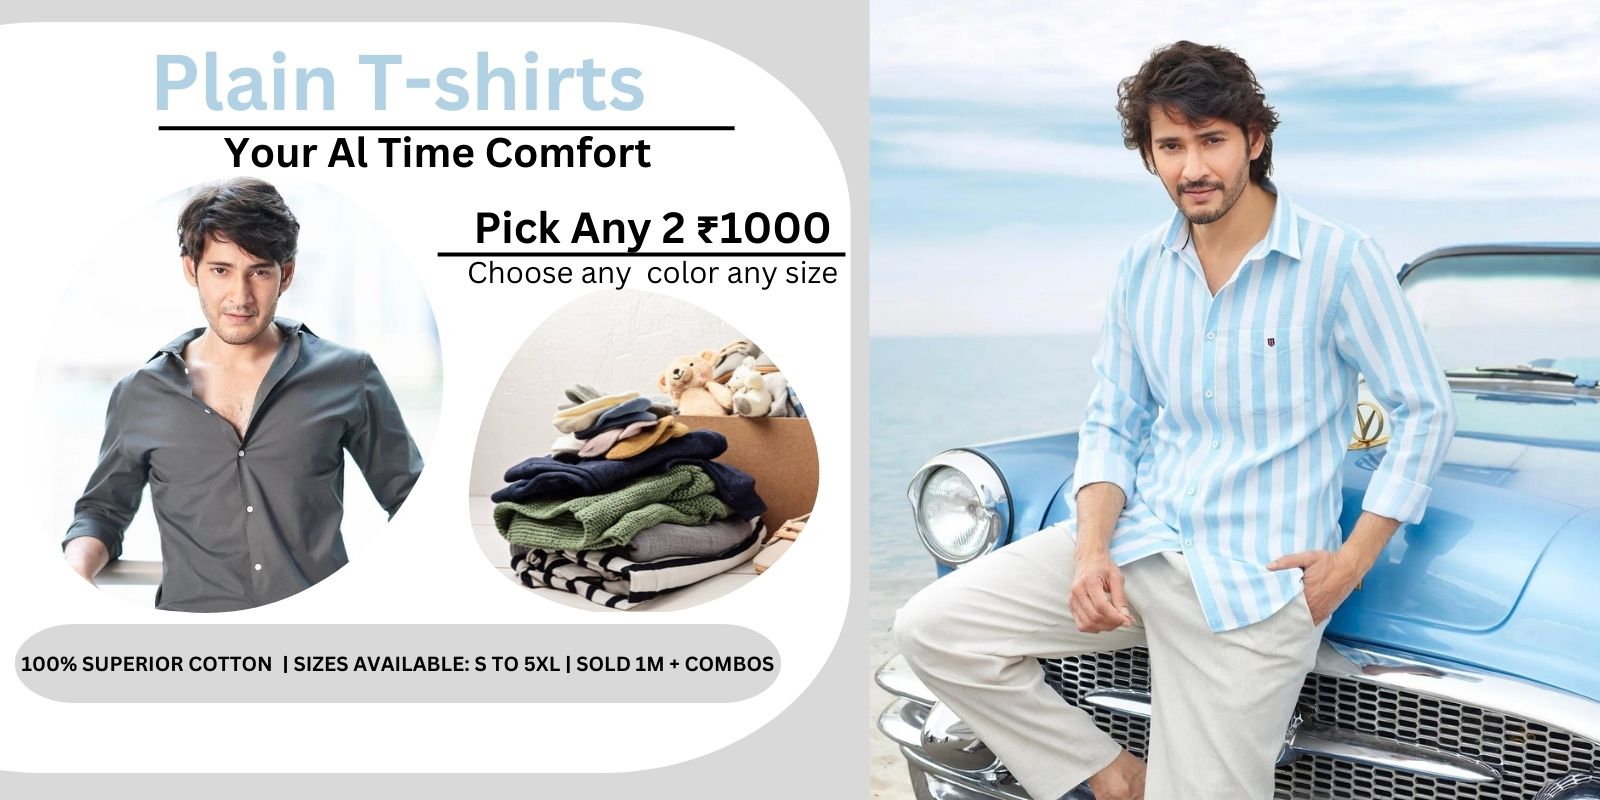 Plain T-shirts
Your Al Time Comfort
Pick Any 2 ₹1000
Choose any color any size
100% SUPERIOR COTTON | SIZES AVAILABLE: S TO 5XL | SOLD 1M + COMBOS